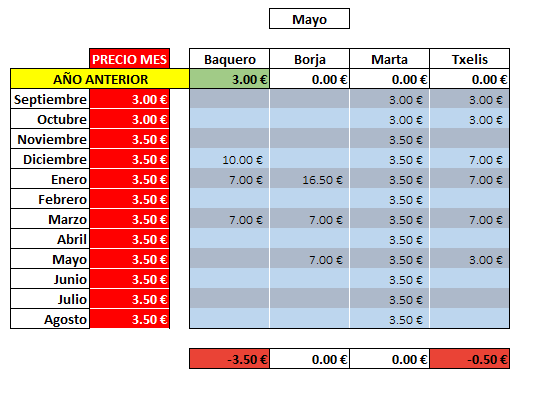 Mayo
PRECIO MES Baquero Borja Marta Txelis
AÑO ANTERIOR 3.00 € 0.00 € 0.00 € 0.00 €
Septiembre 3.00 € 3.00 € 3.00 €
Octubre 3.00 € 3.00 € 3.00 €
Noviembre 3.50 € 3.50 €
Diciembre 3.50 € 10.00 € 3.50 € 7.00 €
Enero 3.50 € 7.00 € 16.50 € 3.50 € 7.00 €
Febrero 3.50 € 3.50 €
Marzo 3.50 € 7.00 € 7.00 € 3.50 € 7.00 €
Abril 3.50 € 3.50 €
Mayo 3.50 € 7.00 € 3.50 € 3.00 €
Junio 3.50 € 3.50 €
Julio 3.50 € 3.50 €
Agosto 3.50 € 3.50 €
-3.50 € 0.00 € 0.00 € -0.50 €